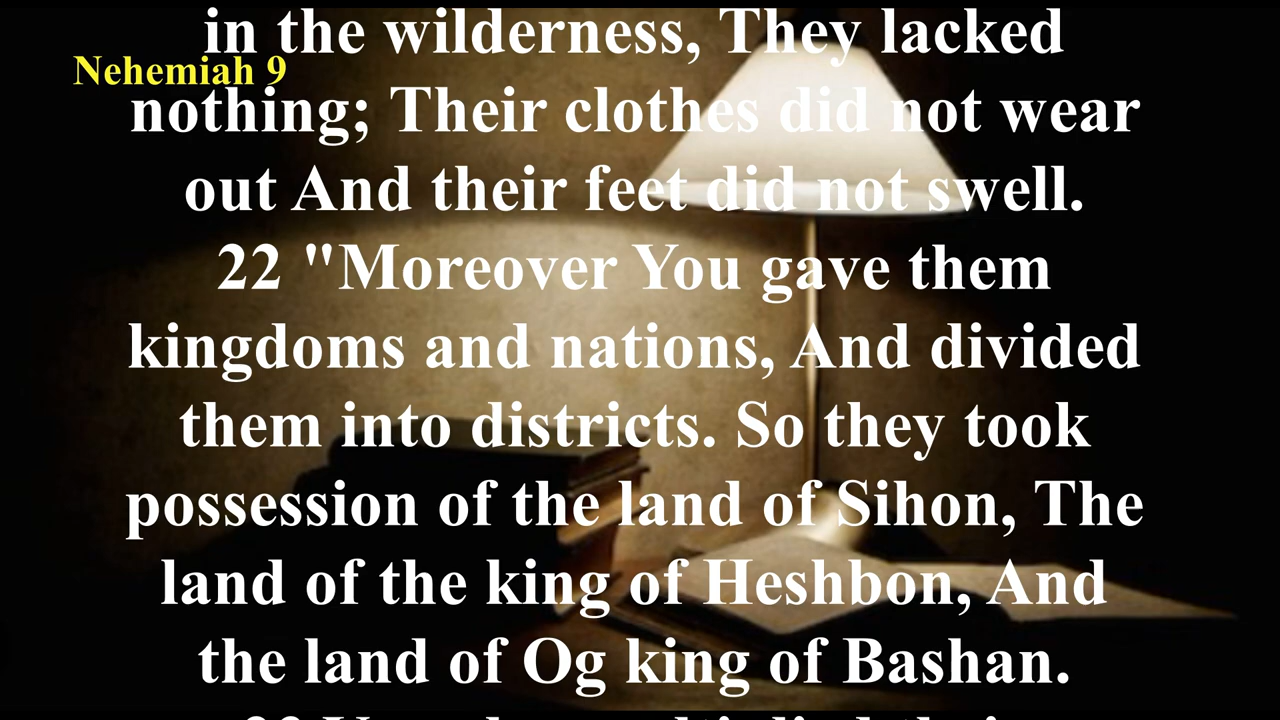 in the wilderness, They lacked
Nehemiah 9
nothing; Their clothes did not wear
out And their feet did not swell.
22 "Moreover You gave them
kingdoms and nations, And divided
them into districts. So they took
possession of the land of Sihon, The
land of the king of Heshbon, And
the land of Og king of Bashan.